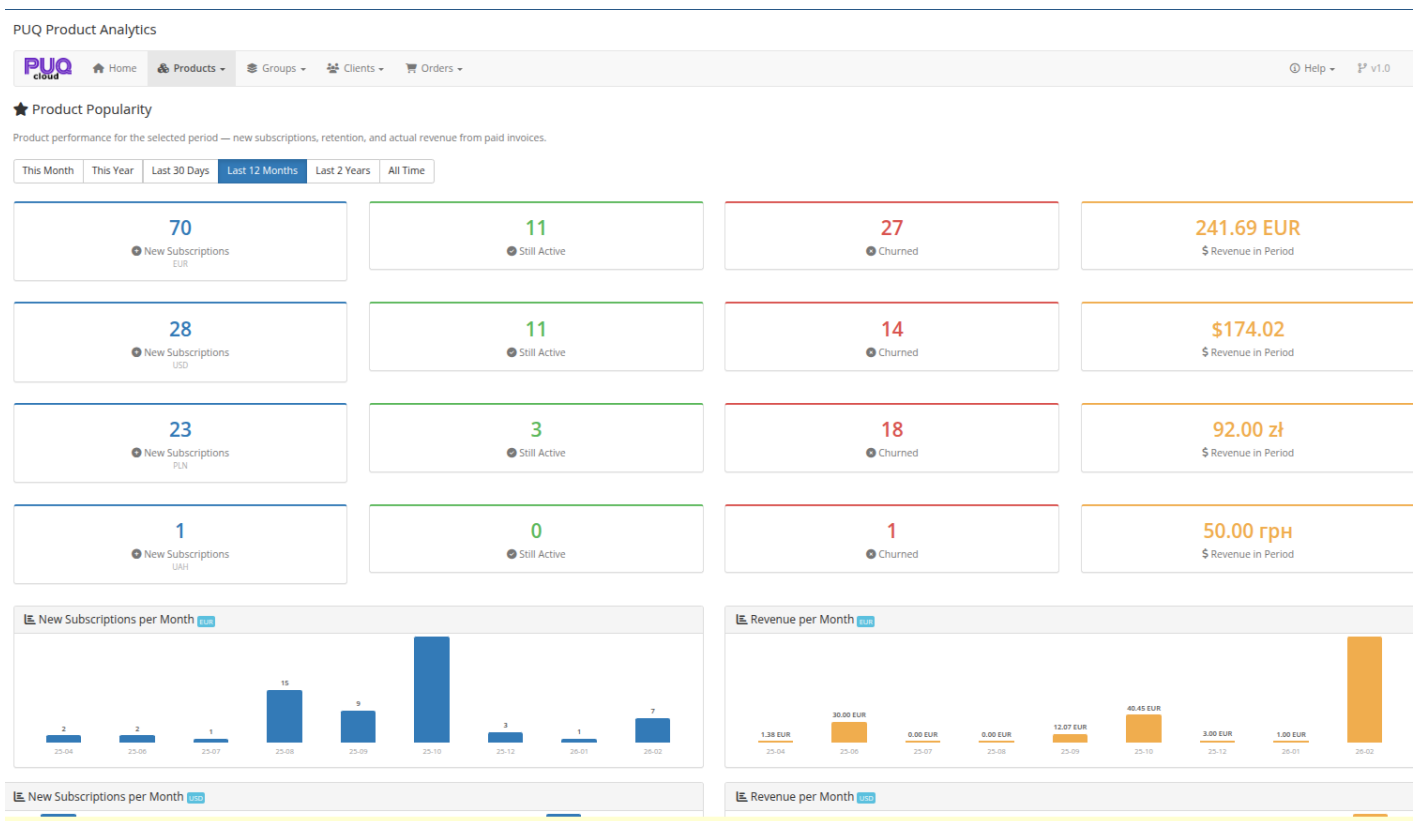 PUQ Product Analytics
PUQ cloud Home Products Groups Clients Orders Help v1.0
Product Popularity
Product performance for the selected period — new subscriptions, retention, and actual revenue from paid invoices.
This Month This Year Last 30 Days Last 12 Months Last 2 Years All Time
70 11 27 241.69 EUR
New Subscriptions Still Active Churned $ Revenue in Period
EUR
28 11 14 $174.02
New Subscriptions Still Active Churned $ Revenue in Period
USD
23 3 18 92.00 zł
New Subscriptions Still Active Churned $ Revenue in Period
PLN
1 0 1 50.00 грн
New Subscriptions Still Active Churned $ Revenue in Period
UAH
New Subscriptions per Month EUR
2 2 1 15 9 3 1 7
25-04 25-06 25-07 25-08 25-09 25-10 25-12 26-01 26-02
Revenue per Month EUR
1.38 EUR 30.00 EUR 0.00 EUR 0.00 EUR 12.07 EUR 40.45 EUR 3.00 EUR 1.00 EUR
25-04 25-06 25-07 25-08 25-09 25-10 25-12 26-01 26-02
New Subscriptions per Month USD
Revenue per Month USD